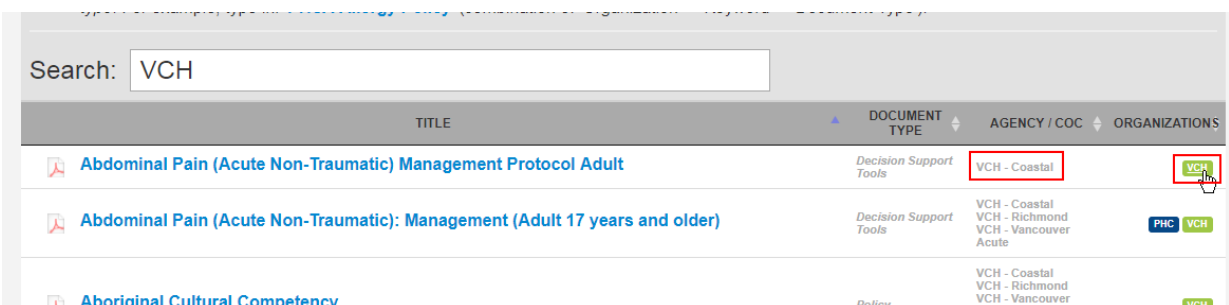 Search: VCH
TITLE DOCUMENT TYPE AGENCY / COC ORGANIZATIONS
Abdominal Pain (Acute Non-Traumatic) Management Protocol Adult
Decision Support
Tools
VCH - Coastal
VCH
Abdominal Pain (Acute Non-Traumatic): Management (Adult 17 years and older)
Decision Support
Tools
VCH - Coastal
VCH - Richmond
VCH - Vancouver
Acute
PHC VCH
Aboriginal Cultural Competency
Policy
VCH - Coastal
VCH - Richmond
VCH - Vancouver
VCH